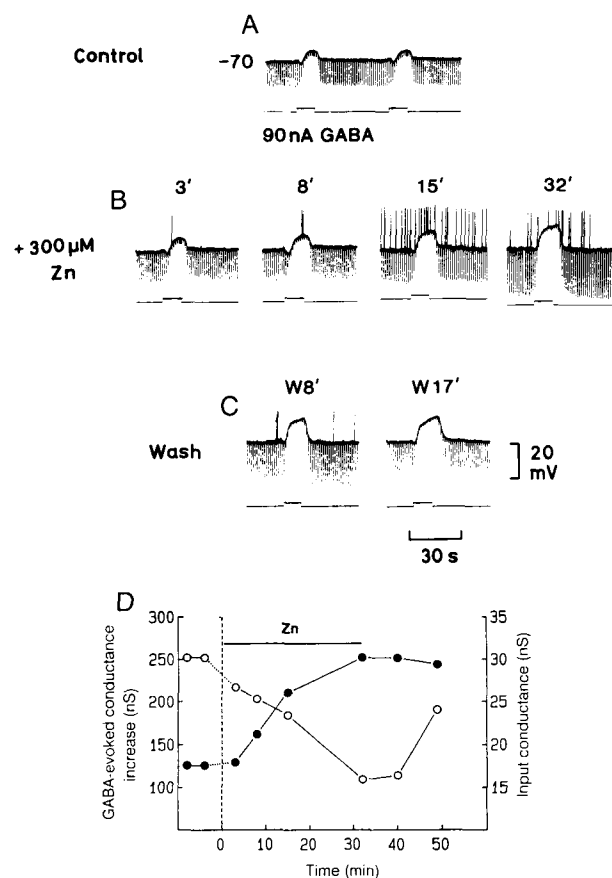 A
Control
-70
90nA GABA
B
3′ 8′ 15′ 32′
+ 300 µM
Zn
C
W8′ W17′
Wash
20
mV
30 s
D
Zn
300
250
200
150
100
GABA-evoked conductance
increase (nS)
35
30
25
20
15
Input conductance (nS)
0 10 20 30 40 50
Time (min)